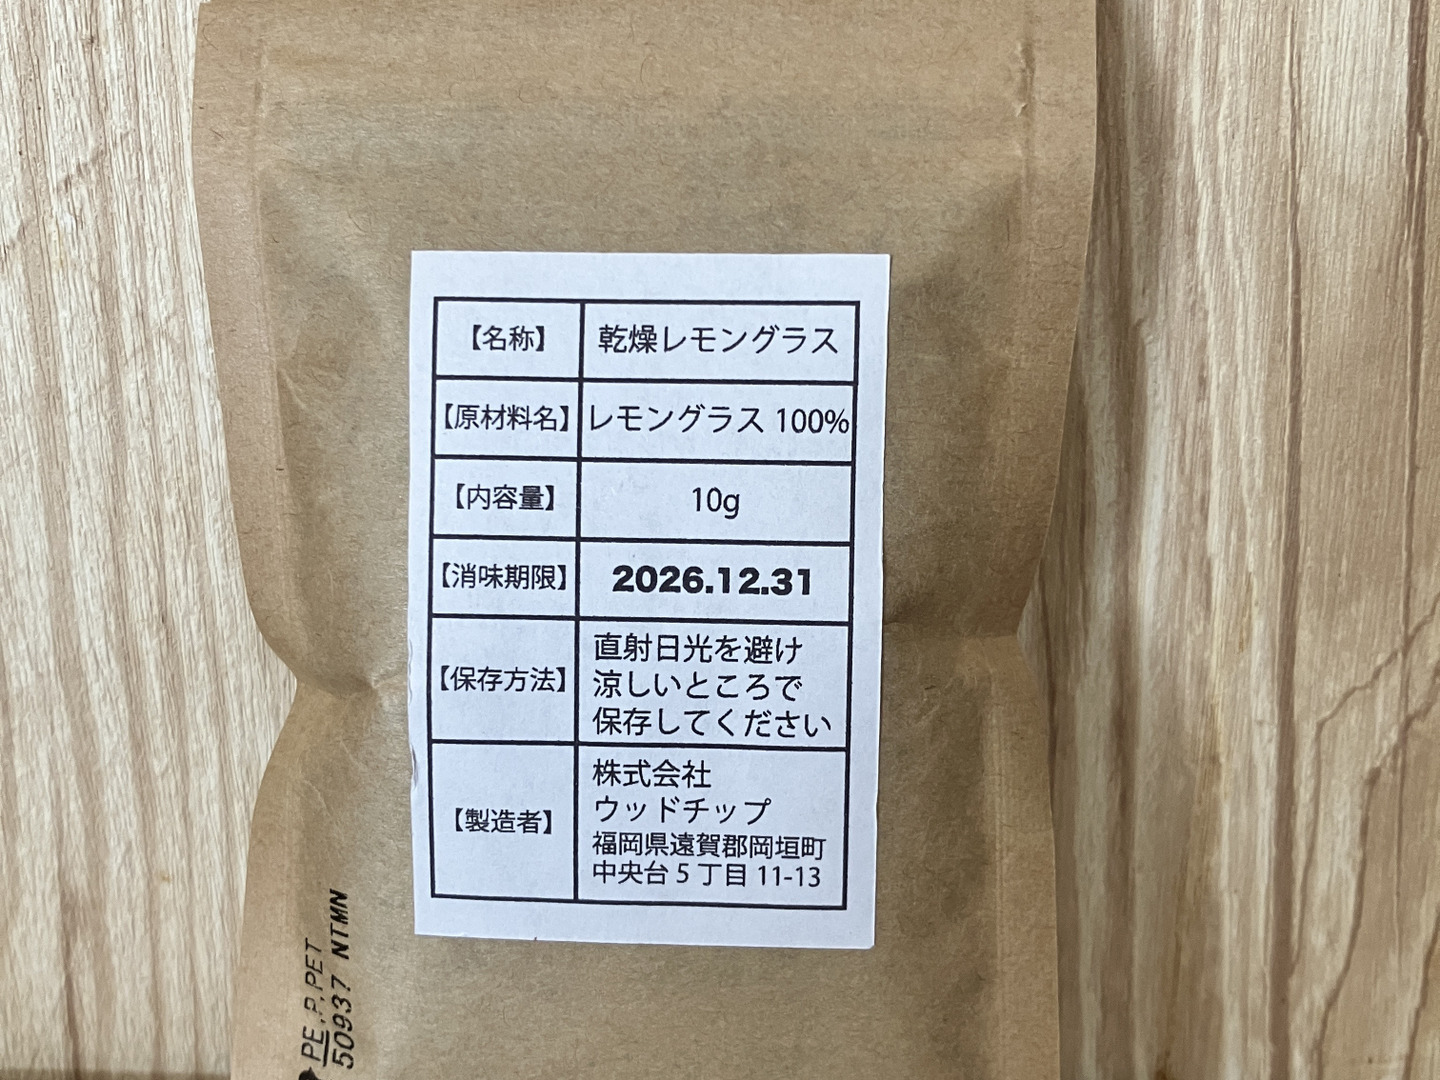 【名称】 乾燥レモングラス
【原材料名】 レモングラス 100%
【内容量】 10g
【消味期限】 2026.12.31
【保存方法】 直射日光を避け
涼しいところで
保存してください
【製造者】 株式会社
ウッドチップ
福岡県遠賀郡岡垣町
中央台 5 丁目 11-13
PE,P,PET
50937 NTMN